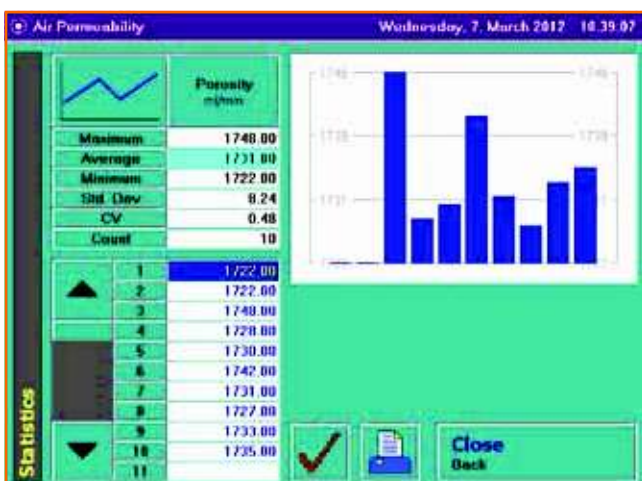 Air Permeability Wednesday, 7. March 2012 10.39.07
Porosity
ml/min
Maximum 1748.00
Average 1731.80
Minimum 1722.00
Std. Dev 8.24
CV 0.48
Count 10
1 1722.00
2 1722.00
3 1748.00
4 1728.00
5 1730.00
6 1742.00
7 1731.00
8 1727.00
9 1733.00
10 1735.00
11
Statistics
1731
Close
Back